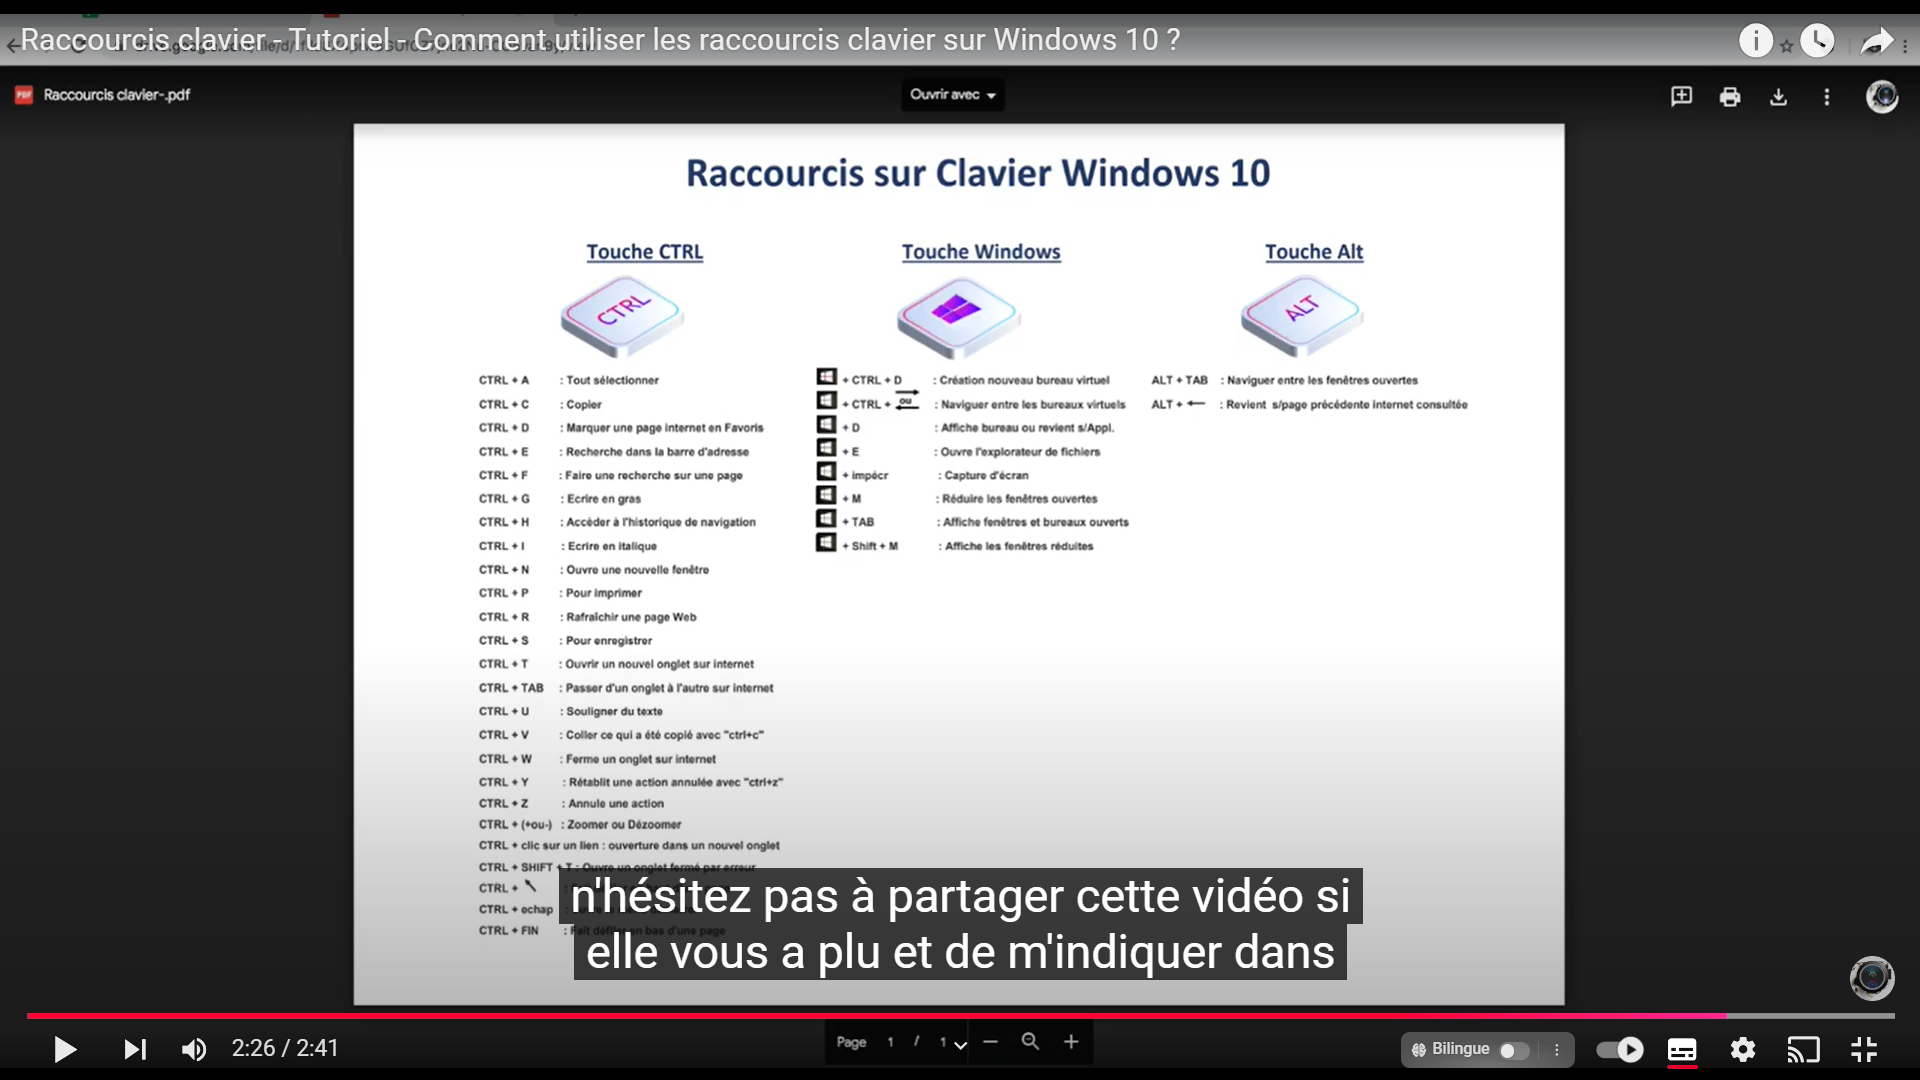 Raccourcis clavier - Tutoriel - Comment utiliser les raccourcis clavier sur Windows 10 ?
PDF Raccourcis clavier-.pdf
Ouvrir avec
Raccourcis sur Clavier Windows 10
Touche CTRL
CTRL
CTRL + A : Tout sélectionner
CTRL + C : Copier
CTRL + D : Marquer une page internet en Favoris
CTRL + E : Recherche dans la barre d'adresse
CTRL + F : Faire une recherche sur une page
CTRL + G : Ecrire en gras
CTRL + H : Accèder à l'historique de navigation
CTRL + I : Ecrire en italique
CTRL + N : Ouvre une nouvelle fenêtre
CTRL + P : Pour imprimer
CTRL + R : Rafraîchir une page Web
CTRL + S : Pour enregistrer
CTRL + T : Ouvrir un nouvel onglet sur internet
CTRL + TAB : Passer d'un onglet à l'autre sur internet
CTRL + U : Souligner du texte
CTRL + V : Coller ce qui a été copié avec "ctrl+c"
CTRL + W : Ferme un onglet sur internet
CTRL + Y : Rétablit une action annulée avec "ctrl+z"
CTRL + Z : Annule une action
CTRL + (+ou-) : Zoomer ou Dézoomer
CTRL + clic sur un lien : ouverture dans un nouvel onglet
CTRL + SHIFT + T : Ouvre un onglet fermé par erreur
CTRL + ↖
CTRL + echap
CTRL + FIN : Fait défiler en bas d'une page
Touche Windows
+ CTRL + D : Création nouveau bureau virtuel
+ CTRL + → ou ← : Naviguer entre les bureaux virtuels
+ D : Affiche bureau ou revient s/Appl.
+ E : Ouvre l'explorateur de fichiers
+ impécr : Capture d'écran
+ M : Réduire les fenêtres ouvertes
+ TAB : Affiche fenêtres et bureaux ouverts
+ Shift + M : Affiche les fenêtres réduites
Touche Alt
ALT
ALT + TAB : Naviguer entre les fenêtres ouvertes
ALT + ← : Revient s/page précédente internet consultée
n'hésitez pas à partager cette vidéo si
elle vous a plu et de m'indiquer dans
Page 1 / 1
2:26 / 2:41
Bilingue